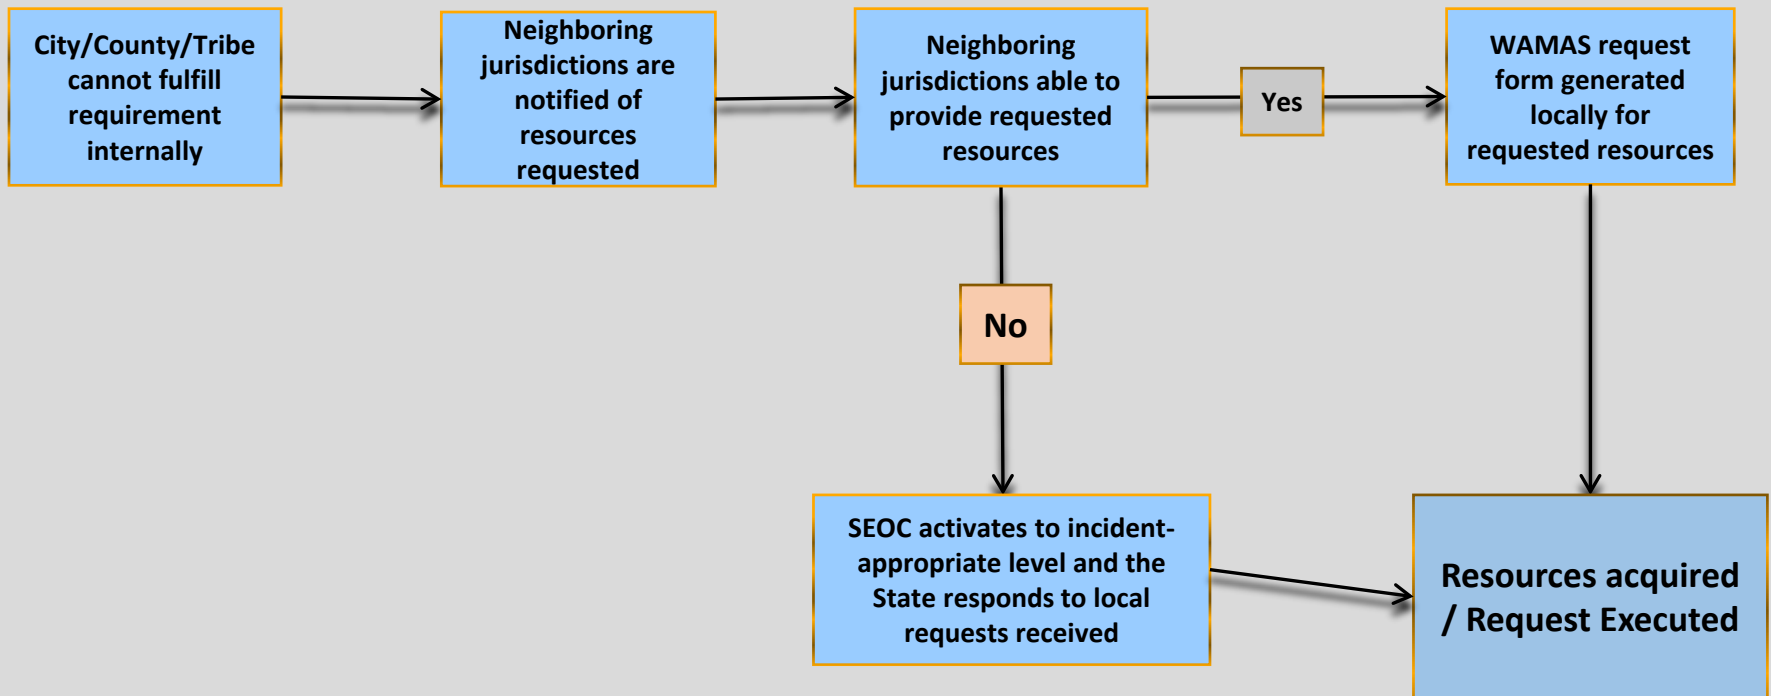 City/County/Tribe
cannot fulfill
requirement
internally
Neighboring
jurisdictions are
notified of
resources
requested
Neighboring
jurisdictions able to
provide requested
resources
Yes
WAMAS request
form generated
locally for
requested resources
No
SEOC activates to incident-
appropriate level and the
State responds to local
requests received
Resources acquired
/ Request Executed